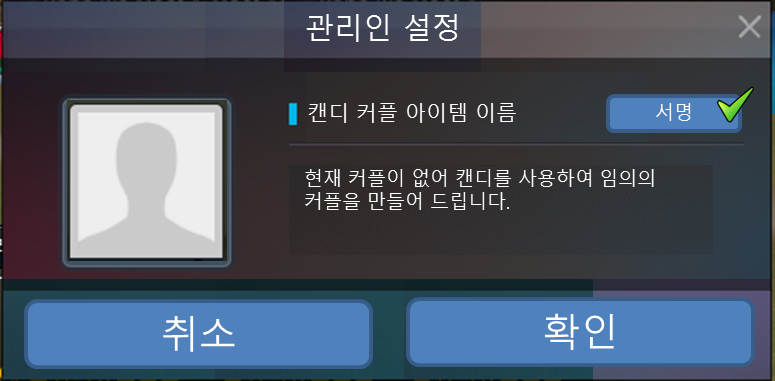 관리인 설정
캔디 커플 아이템 이름
서명
현재 커플이 없어 캔디를 사용하여 임의의
커플을 만들어 드립니다.
취소
확인